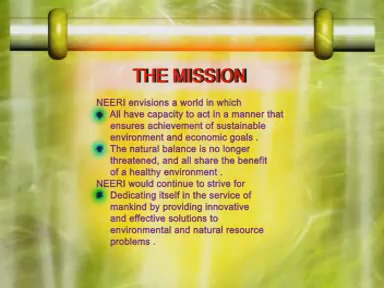 THE MISSION
NEERI envisions a world in which
All have capacity to act in a manner that
ensures achievement of sustainable
environment and economic goals .
The natural balance is no longer
threatened, and all share the benefit
of a healthy environment .
NEERI would continue to strive for
Dedicating itself in the service of
mankind by providing innovative
and effective solutions to
environmental and natural resource
problems .